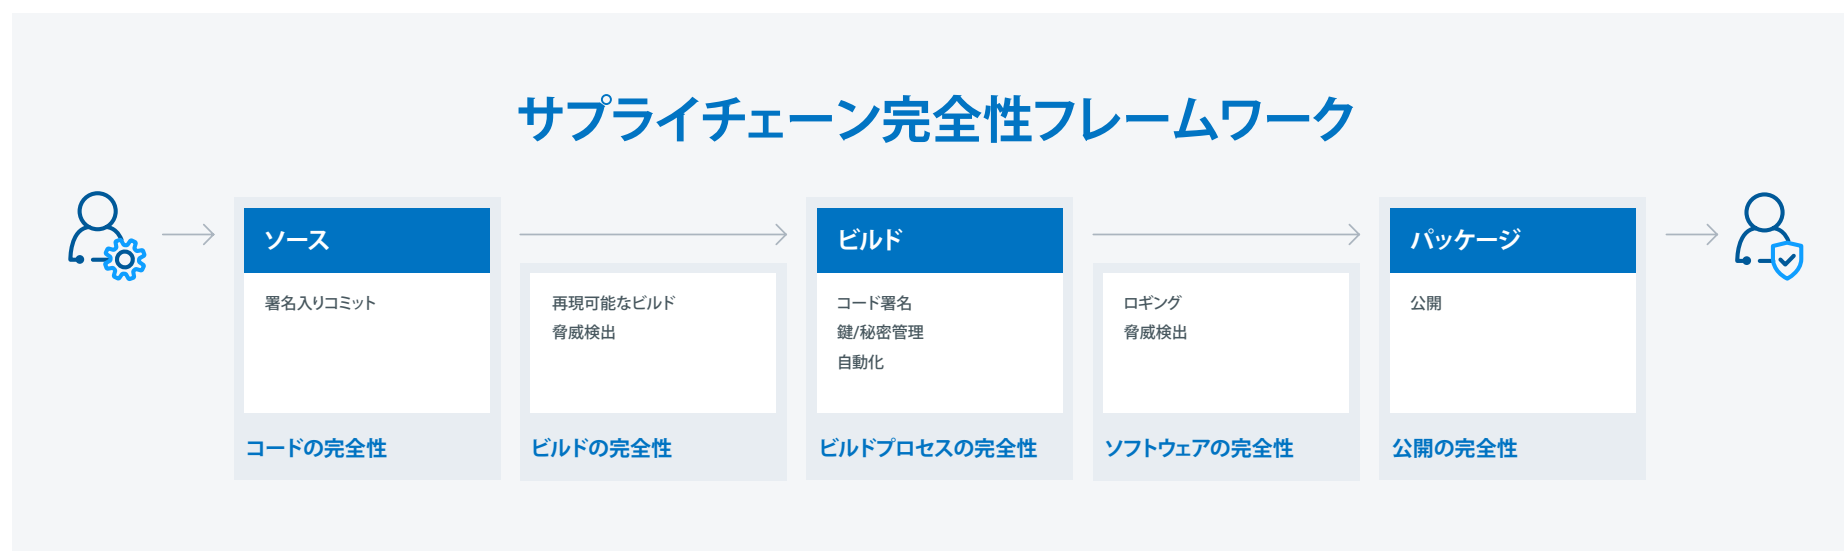 サプライチェーン完全性フレームワーク
ソース
署名入りコミット
コードの完全性
再現可能なビルド
脅威検出
ビルドの完全性
ビルド
コード署名
鍵/秘密管理
自動化
ビルドプロセスの完全性
ロギング
脅威検出
ソフトウェアの完全性
パッケージ
公開
公開の完全性